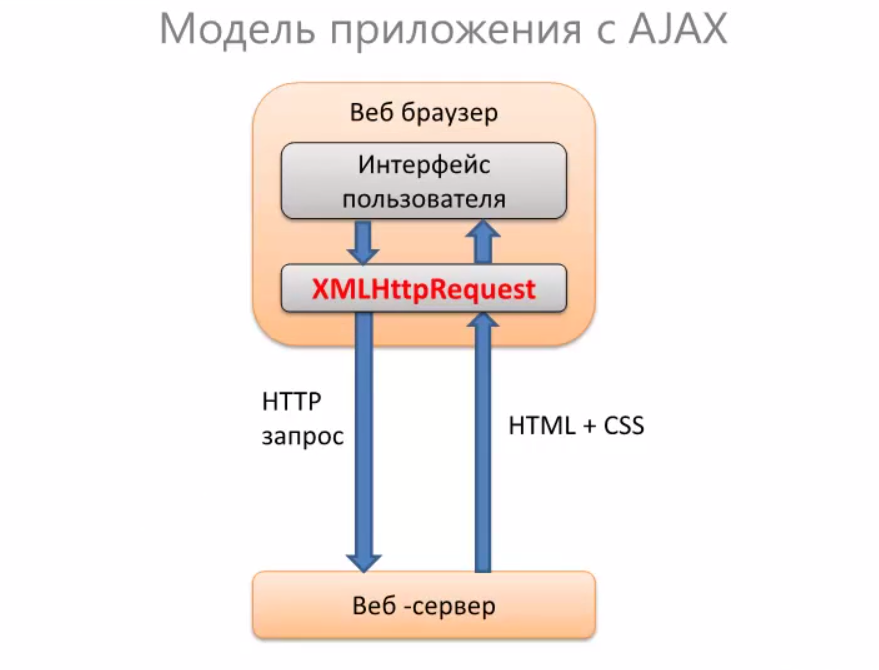 Модель приложения с AJAX
Веб браузер
Интерфейс
пользователя
XMLHttpRequest
HTTP
запрос
HTML + CSS
Веб -сервер